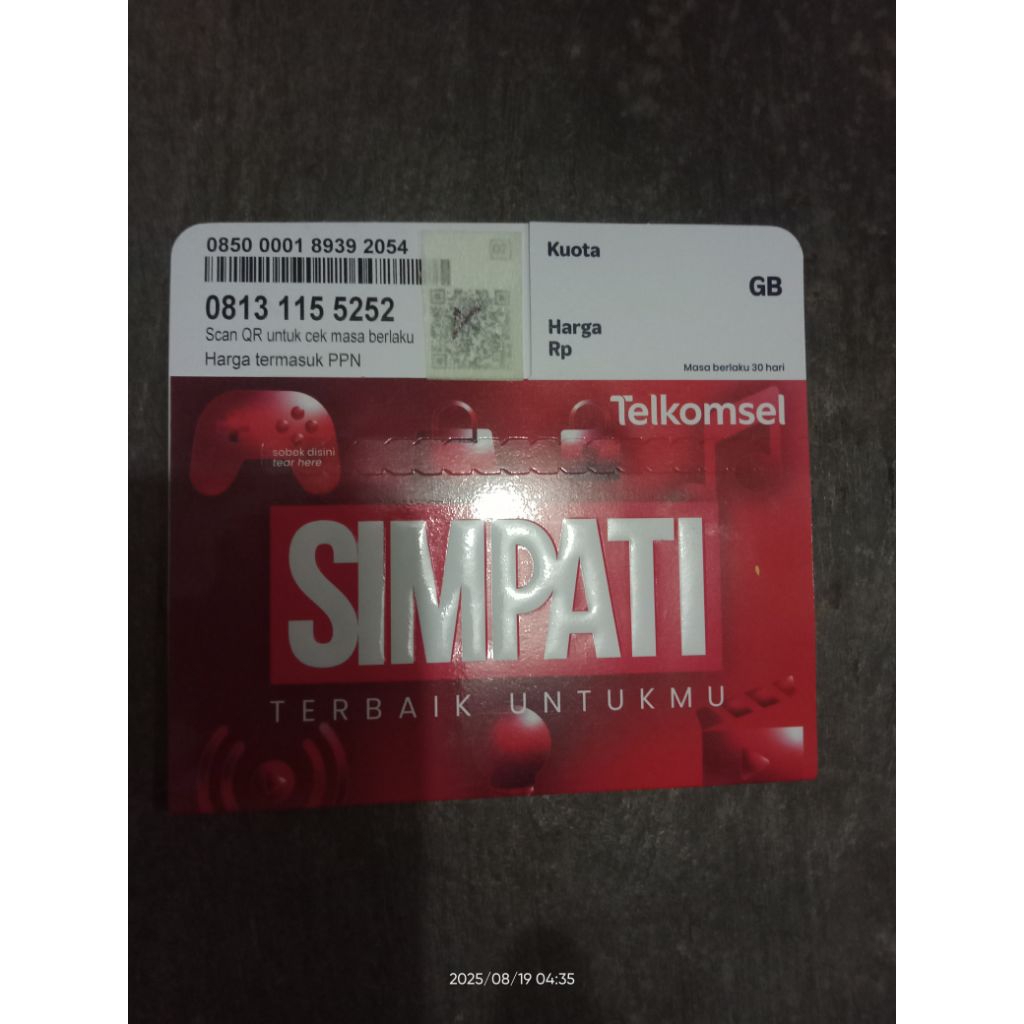 0850 0001 8939 2054
0813 115 5252
Scan QR untuk cek masa berlaku
Harga termasuk PPN
Kuota
GB
Harga
Rp
Masa berlaku 30 hari
Telkomsel
sobek disini
tear here
SIMPATI
TERBAIK UNTUKMU
2025/08/19 04:35